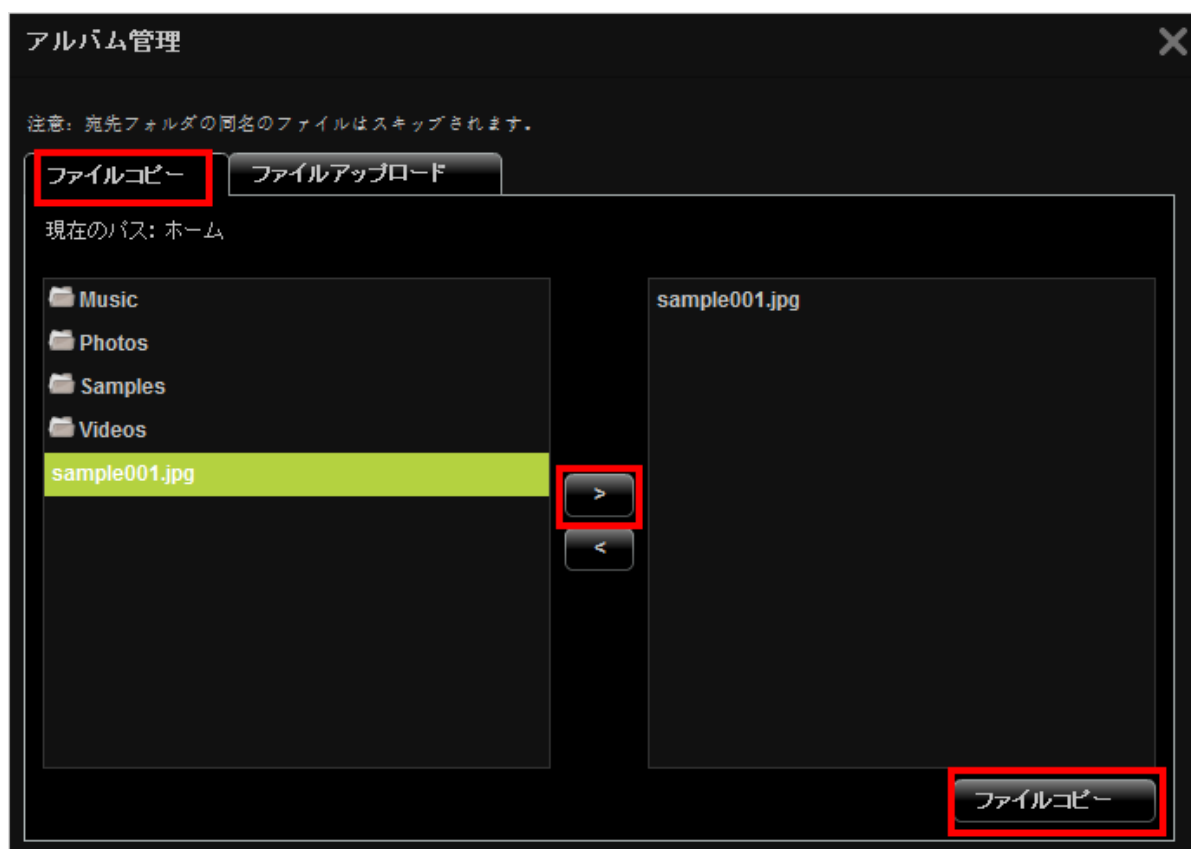 アルバム管理
注意: 宛先フォルダの同名のファイルはスキップされます.
ファイルコピー
ファイルアップロード
現在のパス: ホーム
Music
Photos
Samples
Videos
sample001.jpg
>
<
sample001.jpg
ファイルコピー